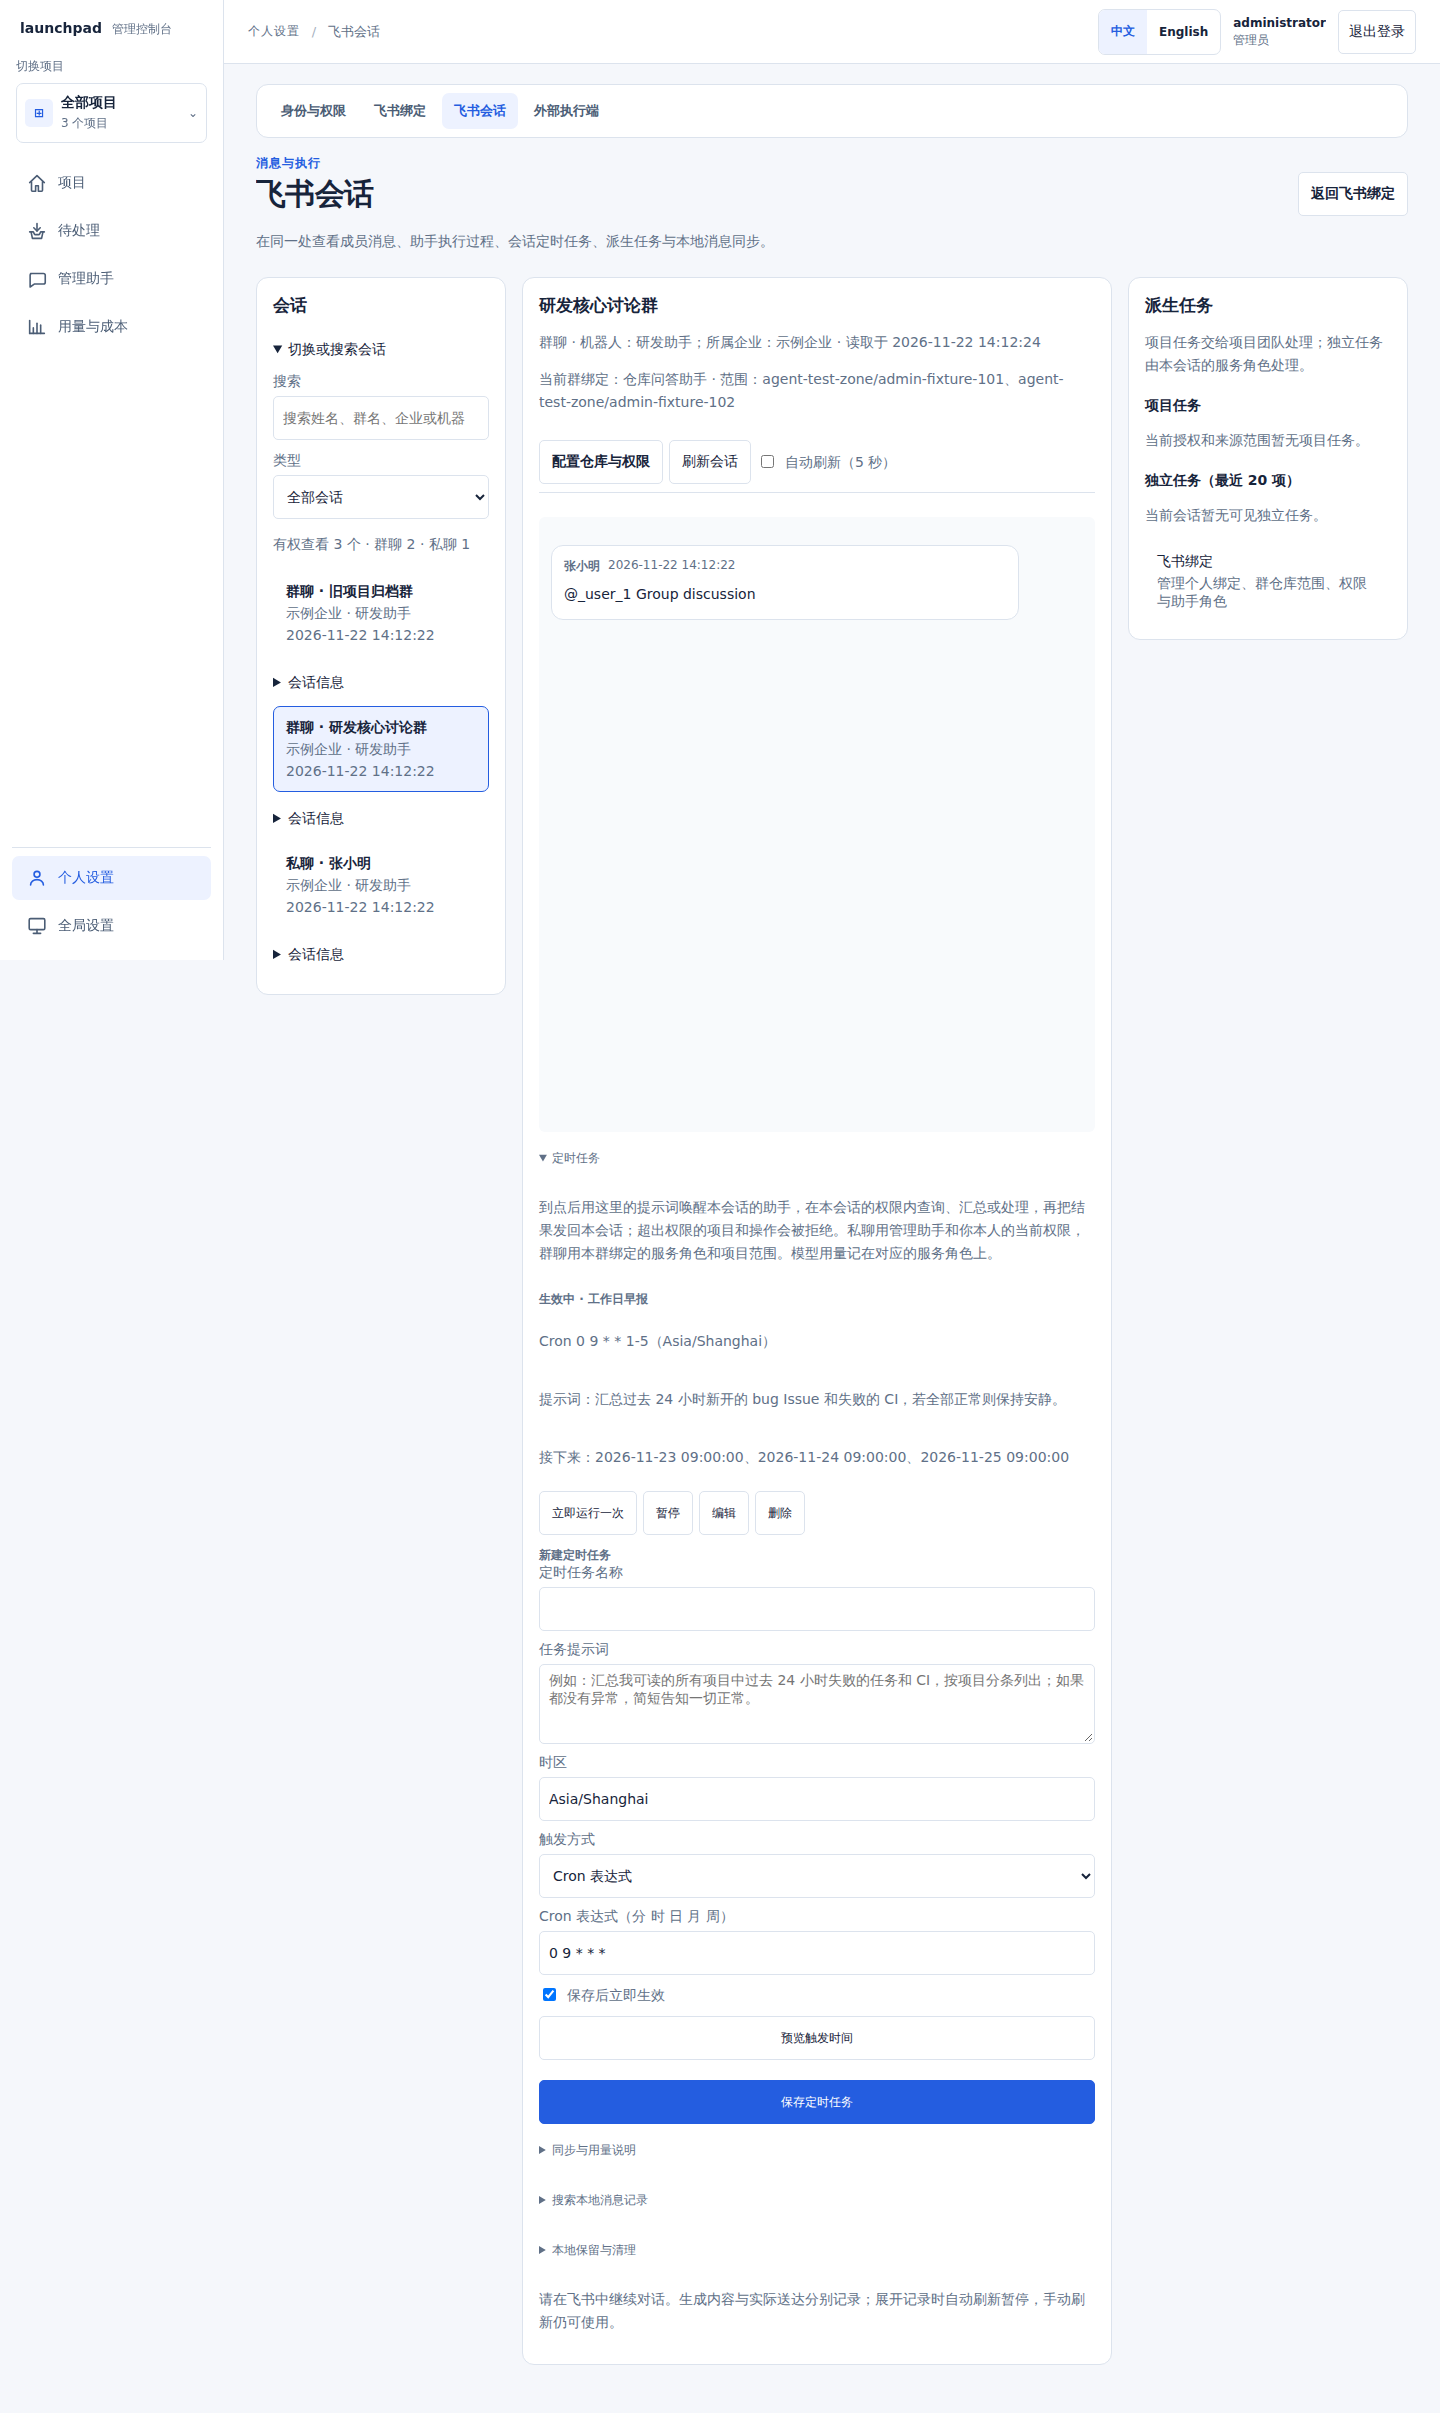 launchpad 管理控制台
切换项目
全部项目
3 个项目
项目
待处理
管理助手
用量与成本
个人设置
全局设置
个人设置 / 飞书会话
中文 English
administrator
管理员
退出登录
身份与权限 飞书绑定 飞书会话 外部执行端
消息与执行
飞书会话
返回飞书绑定
在同一处查看成员消息、助手执行过程、会话定时任务、派生任务与本地消息同步。
会话
切换或搜索会话
搜索
搜索姓名、群名、企业或机器
类型
全部会话
有权查看 3 个 · 群聊 2 · 私聊 1
群聊 · 旧项目归档群
示例企业 · 研发助手
2026-11-22 14:12:22
会话信息
群聊 · 研发核心讨论群
示例企业 · 研发助手
2026-11-22 14:12:22
会话信息
私聊 · 张小明
示例企业 · 研发助手
2026-11-22 14:12:22
会话信息
研发核心讨论群
群聊 · 机器人：研发助手；所属企业：示例企业 · 读取于 2026-11-22 14:12:24
当前群绑定：仓库问答助手 · 范围：agent-test-zone/admin-fixture-101、agent-
test-zone/admin-fixture-102
配置仓库与权限 刷新会话 自动刷新（5 秒）
张小明 2026-11-22 14:12:22
@_user_1 Group discussion
定时任务
到点后用这里的提示词唤醒本会话的助手，在本会话的权限内查询、汇总或处理，再把结
果发回本会话；超出权限的项目和操作会被拒绝。私聊用管理助手和你本人的当前权限，
群聊用本群绑定的服务角色和项目范围。模型用量记在对应的服务角色上。
生效中 · 工作日早报
Cron 0 9 * * 1-5（Asia/Shanghai）
提示词：汇总过去 24 小时新开的 bug Issue 和失败的 CI，若全部正常则保持安静。
接下来：2026-11-23 09:00:00、2026-11-24 09:00:00、2026-11-25 09:00:00
立即运行一次 暂停 编辑 删除
新建定时任务
定时任务名称
任务提示词
例如：汇总我可读的所有项目中过去 24 小时失败的任务和 CI，按项目分条列出；如果
都没有异常，简短告知一切正常。
时区
Asia/Shanghai
触发方式
Cron 表达式
Cron 表达式（分 时 日 月 周）
0 9 * * *
保存后立即生效
预览触发时间
保存定时任务
同步与用量说明
搜索本地消息记录
本地保留与清理
请在飞书中继续对话。生成内容与实际送达分别记录；展开记录时自动刷新暂停，手动刷
新仍可使用。
派生任务
项目任务交给项目团队处理；独立任务
由本会话的服务角色处理。
项目任务
当前授权和来源范围暂无项目任务。
独立任务（最近 20 项）
当前会话暂无可见独立任务。
飞书绑定
管理个人绑定、群仓库范围、权限
与助手角色